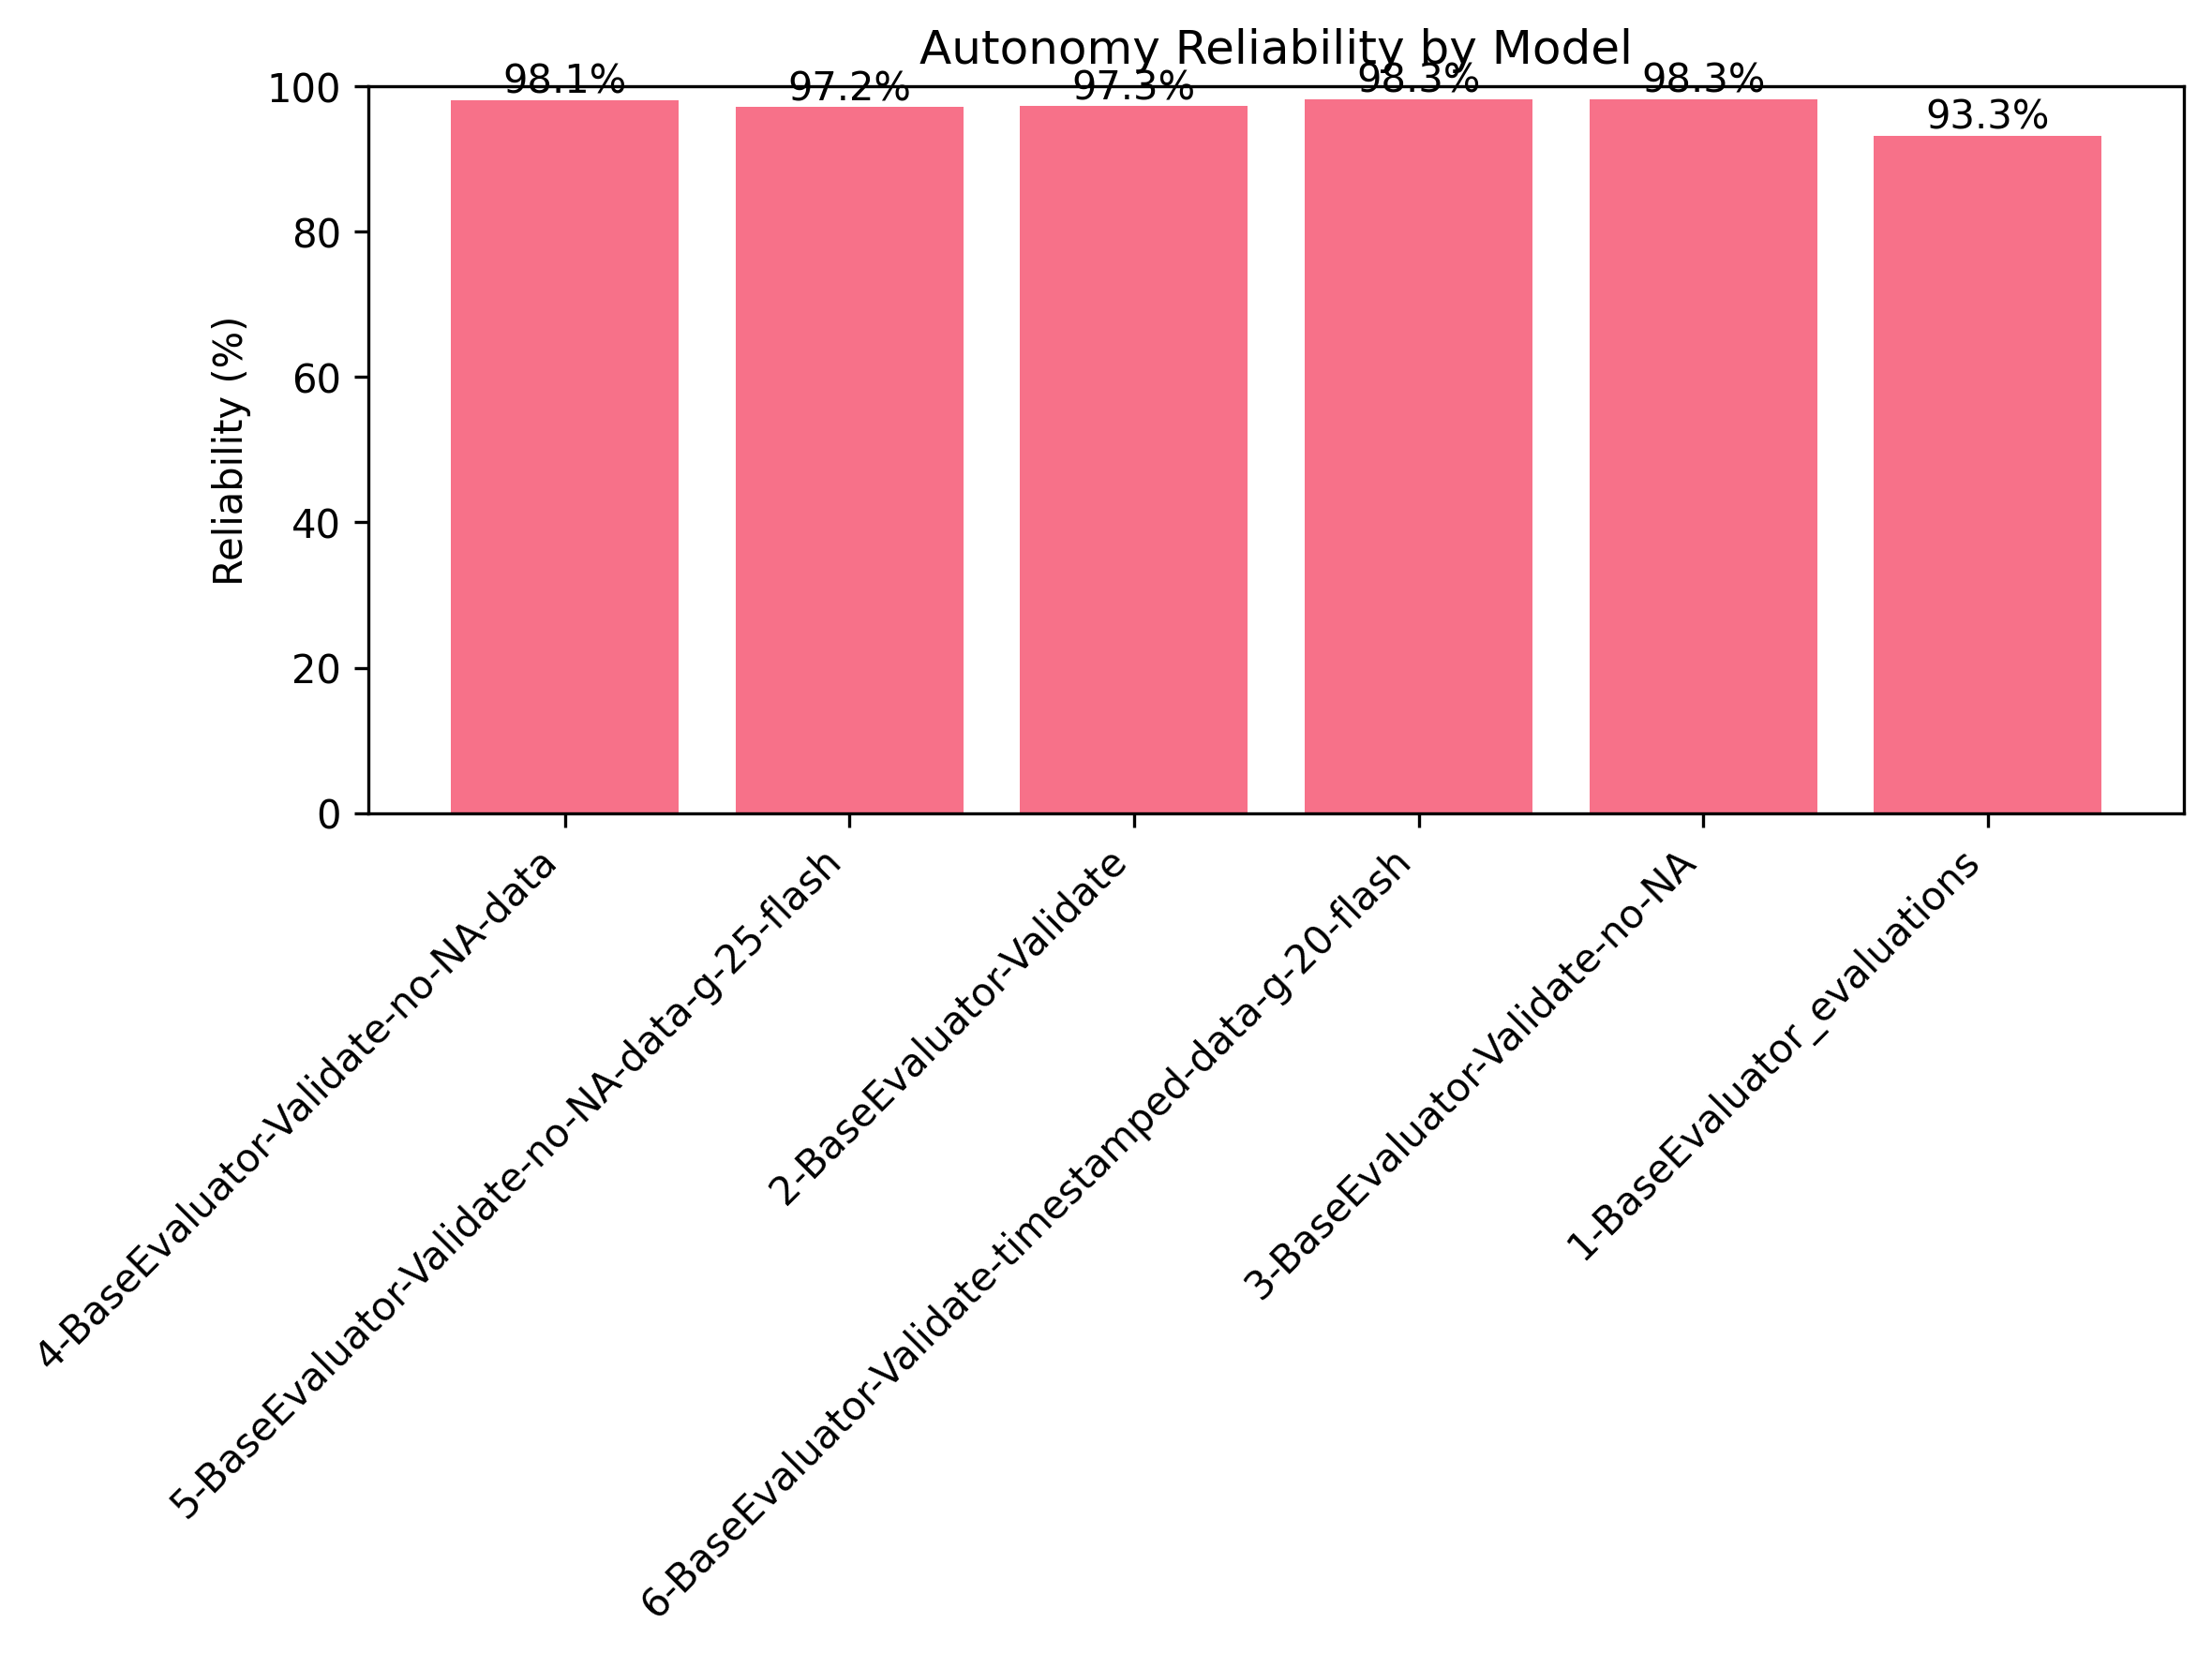 Autonomy Reliability by Model
98.1%
97.2%
97.3%
98.3%
98.3%
93.3%
100
80
60
40
20
0
Reliability (%)
4-BaseEvaluator-Validate-no-NA-data
5-BaseEvaluator-Validate-no-NA-data-g-25-flash
2-BaseEvaluator-Validate
6-BaseEvaluator-Validate-timestamped-data-g-20-flash
3-BaseEvaluator-Validate-no-NA
1-BaseEvaluator_evaluations